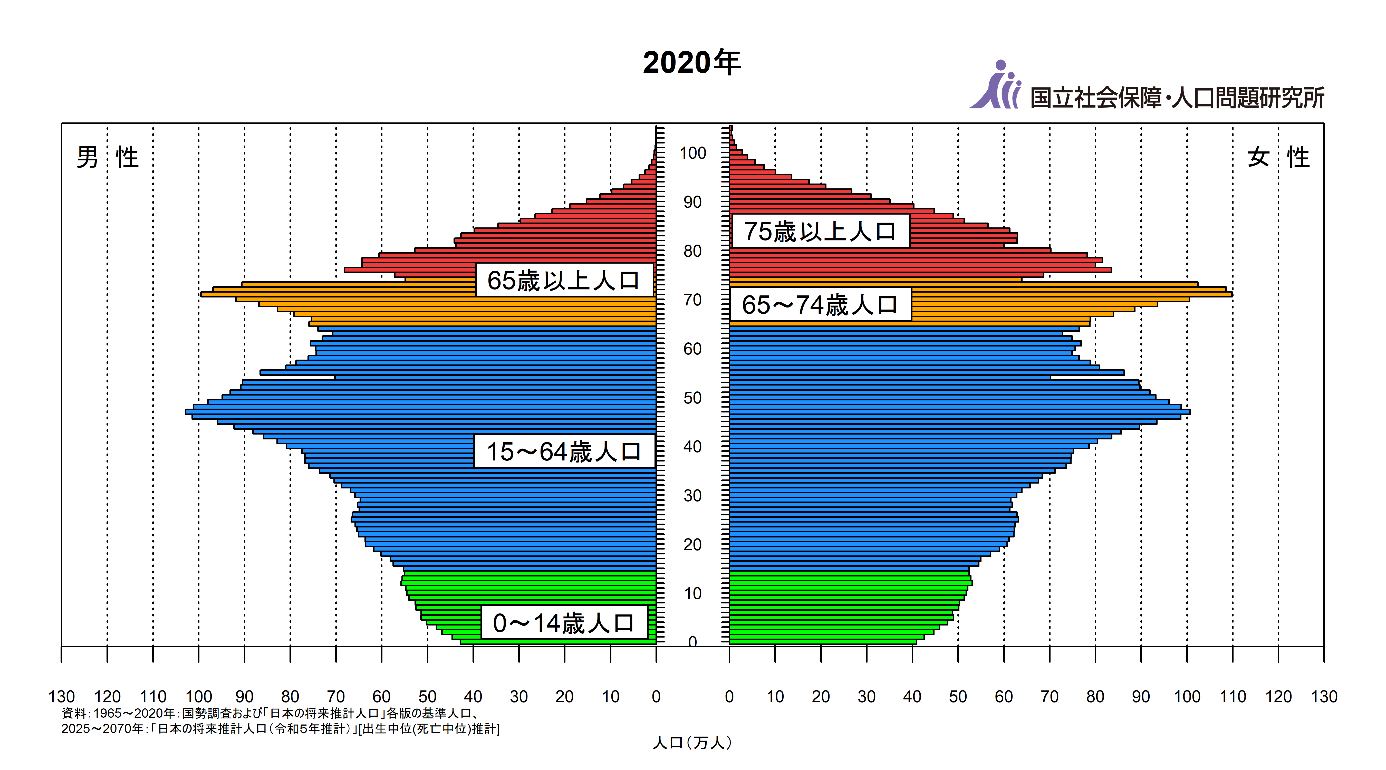 2020年
国立社会保障・人口問題研究所
男 性
女 性
100
90
75歳以上人口
80
65歳以上人口
70
65～74歳人口
60
50
40
15～64歳人口
30
20
10
0～14歳人口
0
130 120 110 100 90 80 70 60 50 40 30 20 10 0 0 10 20 30 40 50 60 70 80 90 100 110 120 130
資料：1965～2020年：国勢調査および「日本の将来推計人口」各版の基準人口、
2025～2070年：「日本の将来推計人口（令和5年推計）」[出生中位(死亡中位)推計]
人口（万人）